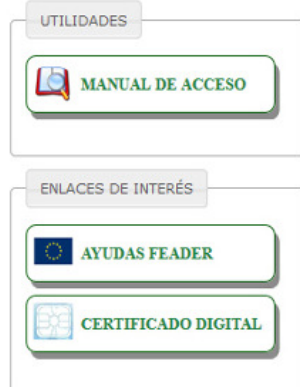 UTILIDADES
MANUAL DE ACCESO
ENLACES DE INTERÉS
AYUDAS FEADER
CERTIFICADO DIGITAL